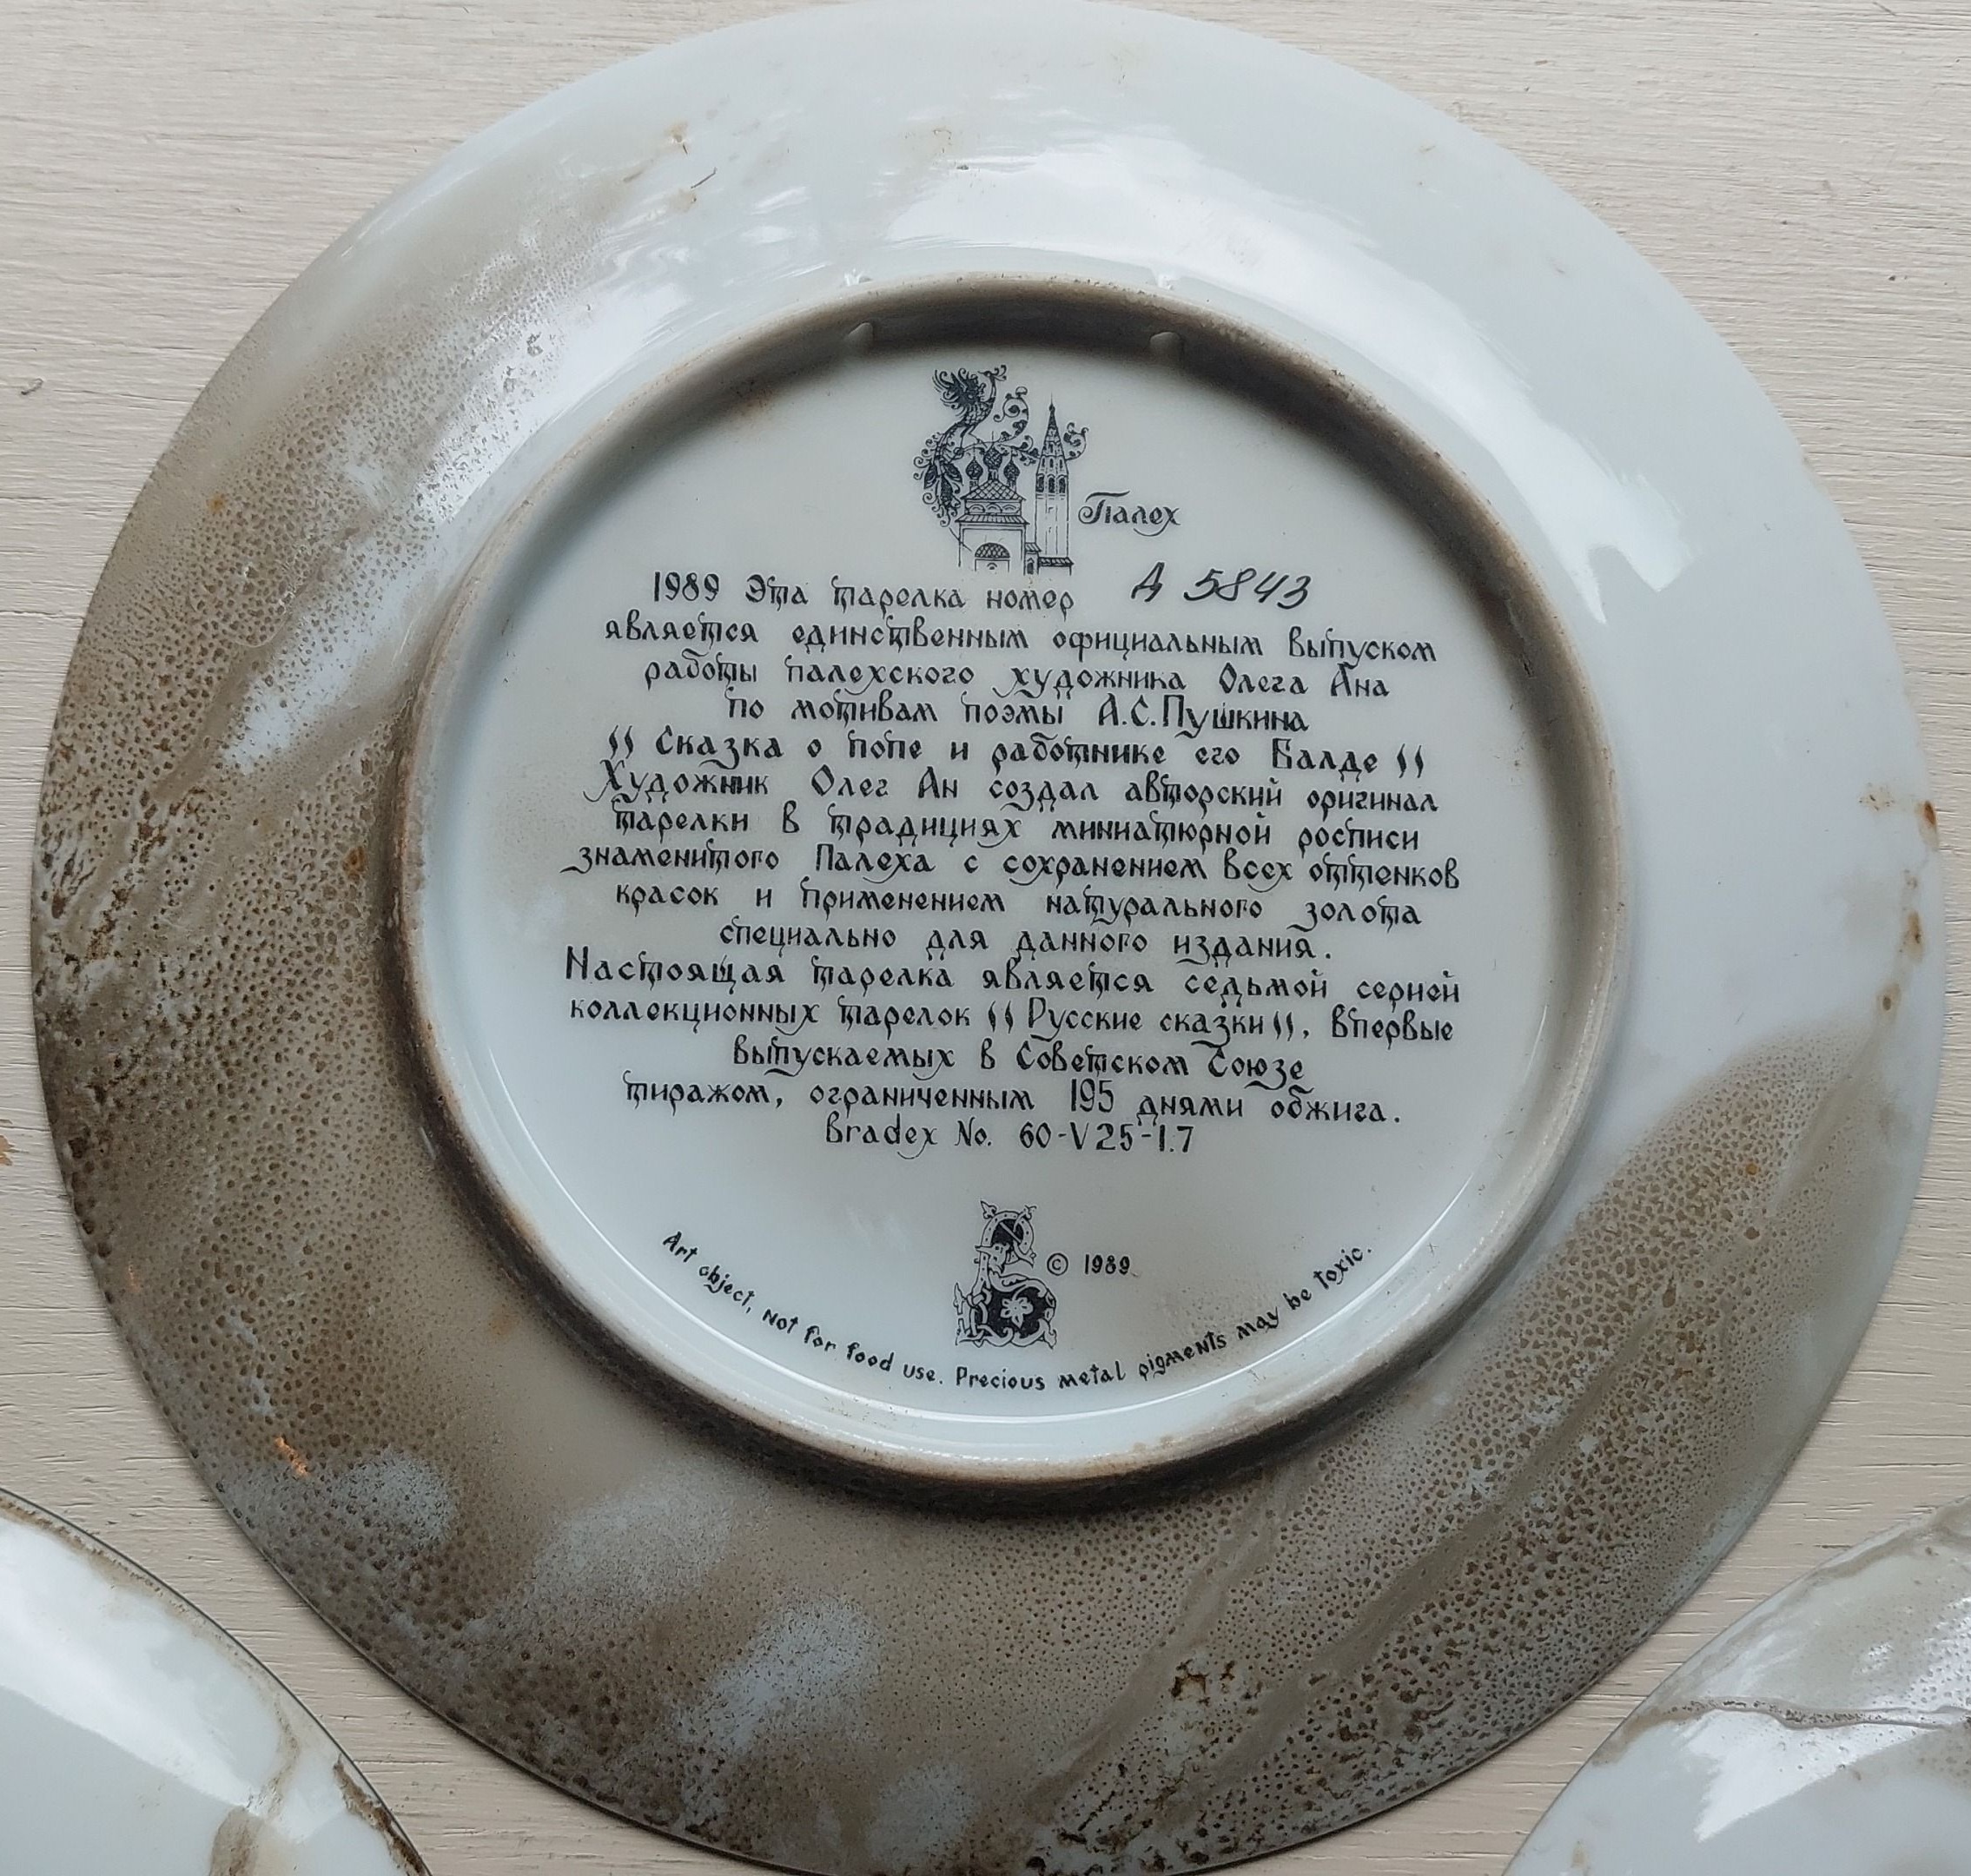 Палех
1989 Эта тарелка номер А 5843
является единственным официальным выпуском
работы палехского художника Олега Ана
по мотивам поэмы А.С.Пушкина
"Сказка о попе и работнике его Балде"
Художник Олег Ан создал авторский оригинал
тарелки в традициях миниатюрной росписи
знаменитого Палеха с сохранением всех оттенков
красок и применением натурального золота
специально для данного издания.
Настоящая тарелка является седьмой серией
коллекционных тарелок "Русские сказки", впервые
выпускаемых в Советском Союзе
тиражом, ограниченным 195 днями обжига.
Bradex No. 60-V25-1.7
© 1989
Art object, not for food use. Precious metal pigments may be toxic.